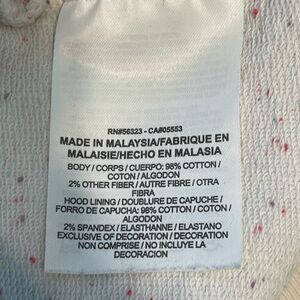 RN#56323 - CA#05553
MADE IN MALAYSIA/FABRIQUE EN
MALAISIE/HECHO EN MALASIA
BODY / CORPS / CUERPO: 98% COTTON /
COTON / ALGODON
2% OTHER FIBER / AUTRE FIBRE / OTRA
FIBRA
HOOD LINING / DOUBLURE DE CAPUCHE /
FORRO DE CAPUCHA: 98% COTTON / COTON /
ALGODON
2% SPANDEX / ELASTHANNE / ELASTANO
EXCLUSIVE OF DECORATION / DECORATION
NON COMPRISE / NO INCLUYE LA
DECORACION